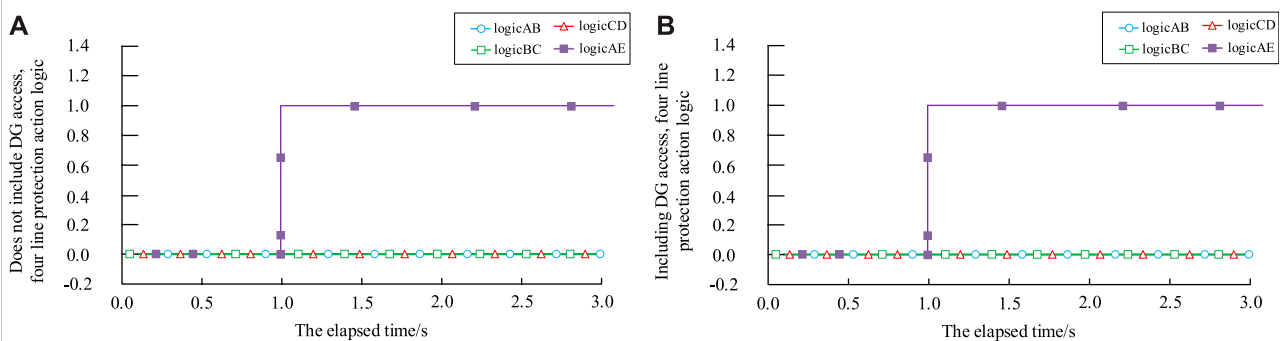 A
logicAB
logicCD
logicBC
logicAE
Does not include DG access,
four line protection action logic
1.4
1.2
1.0
0.8
0.6
0.4
0.2
0.0
-0.2
0.0
0.5
1.0
1.5
2.0
2.5
3.0
The elapsed time/s
B
logicAB
logicCD
logicBC
logicAE
Including DG access, four line
protection action logic
1.4
1.2
1.0
0.8
0.6
0.4
0.2
0.0
-0.2
0.0
0.5
1.0
1.5
2.0
2.5
3.0
The elapsed time/s